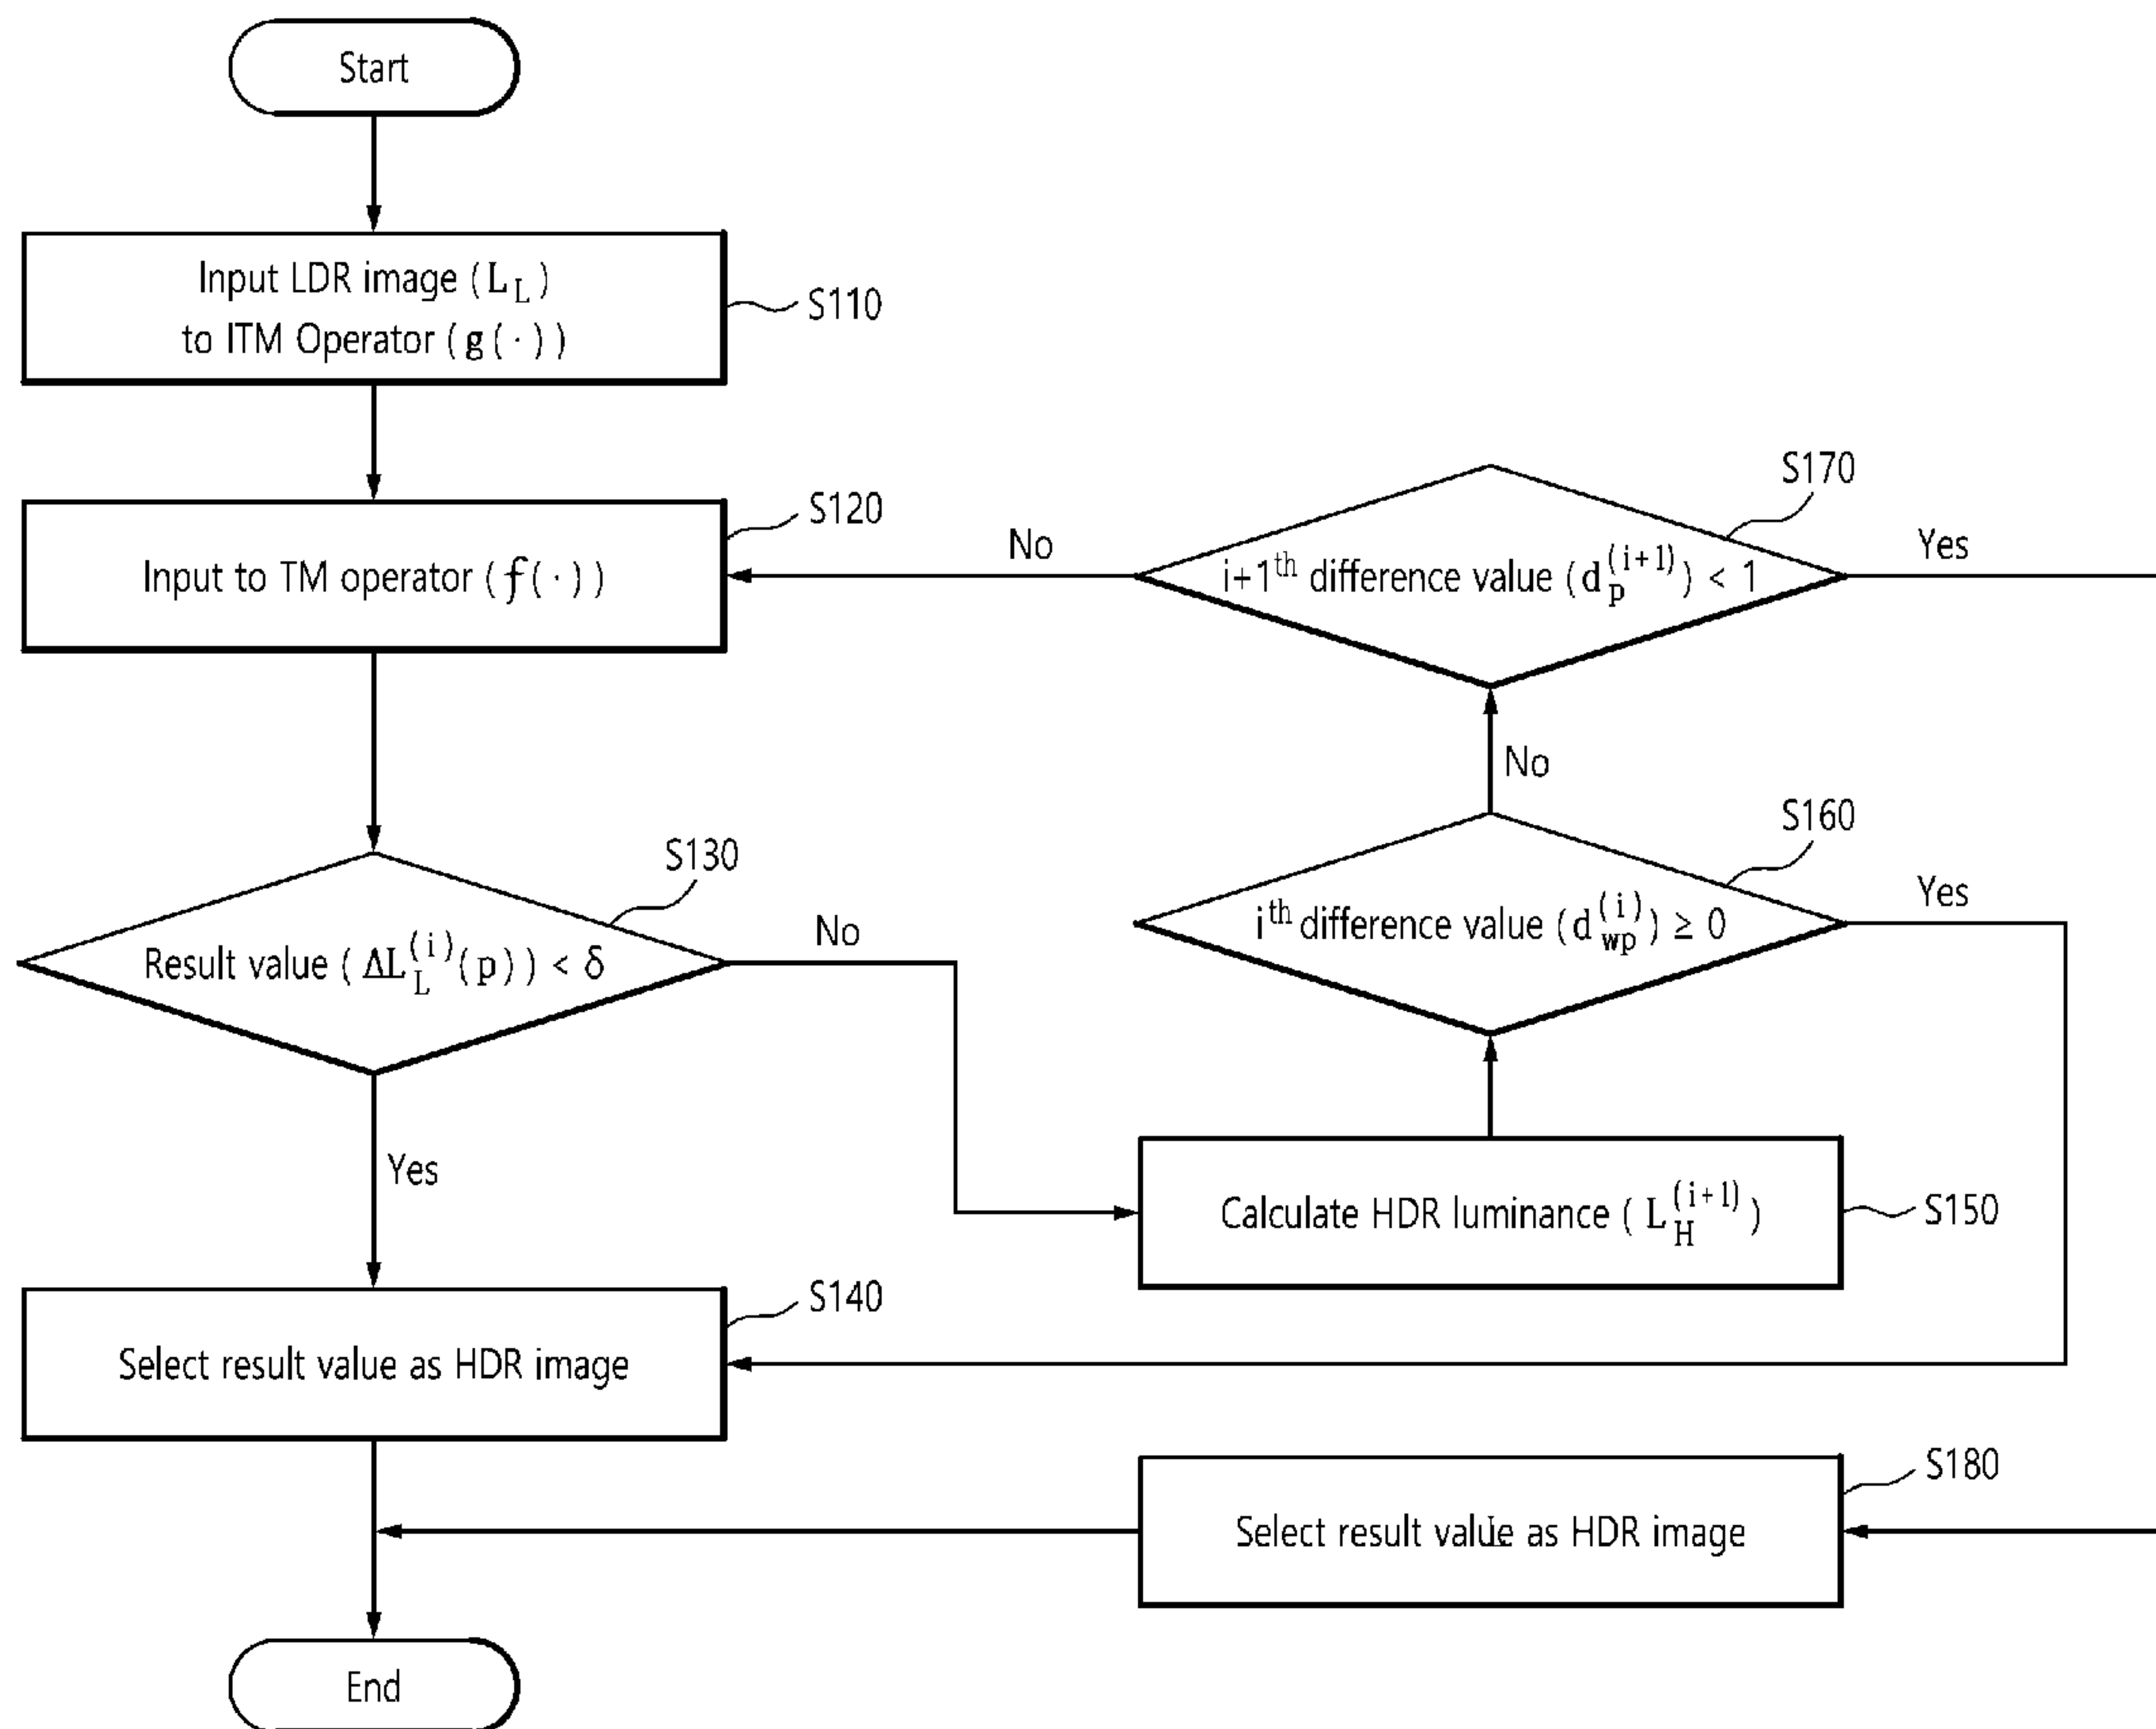 Start
Input LDR image (L_L)
to ITM Operator (g(·))
S110
Input to TM operator (f(·))
S120
Result value (ΔL_L^(i)(p)) < δ
S130
No
Yes
Select result value as HDR image
S140
Calculate HDR luminance (L_H^(i+1))
S150
i^th difference value (d_wp^(i)) ≥ 0
S160
Yes
No
i+1^th difference value (d_p^(i+1)) < 1
S170
Yes
No
Select result value as HDR image
S180
End